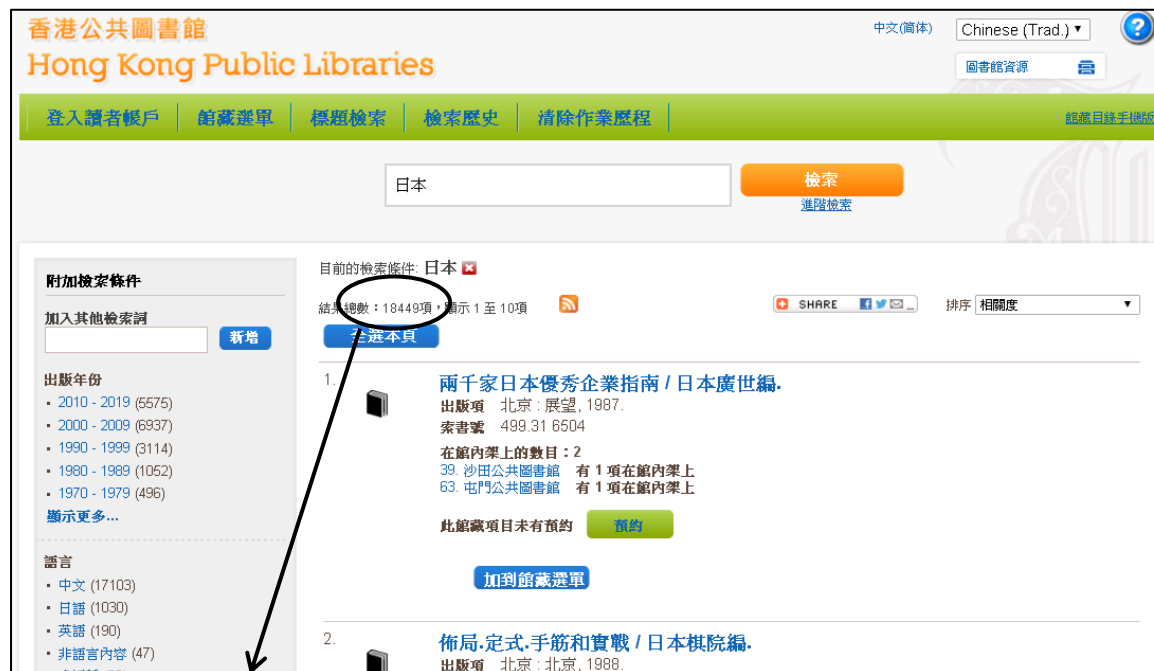 香港公共圖書館
Hong Kong Public Libraries
中文(简体)
Chinese (Trad.)
圖書館資源
登入讀者帳戶 館藏選單 標題檢索 檢索歷史 清除作業歷程
館藏目錄手機版
日本
檢索
進階檢索
附加檢索條件
加入其他檢索詞
新增
出版年份
2010 - 2019 (5575)
2000 - 2009 (6937)
1990 - 1999 (3114)
1980 - 1989 (1052)
1970 - 1979 (496)
顯示更多...
語言
中文 (17103)
日語 (1030)
英語 (190)
非語言內容 (47)
目前的檢索條件: 日本
結果總數：18449項，顯示 1 至 10項
SHARE
排序 相關度
全選本頁
1.
兩千家日本優秀企業指南 / 日本廣世編.
出版項 北京 : 展望, 1987.
索書號 499.31 6504
在館內架上的數目：2
39. 沙田公共圖書館 有 1 項在館內架上
63. 屯門公共圖書館 有 1 項在館內架上
此館藏項目未有預約 預約
加到館藏選單
2.
佈局.定式.手筋和實戰 / 日本棋院編.
出版項 北京 : 北京, 1988.